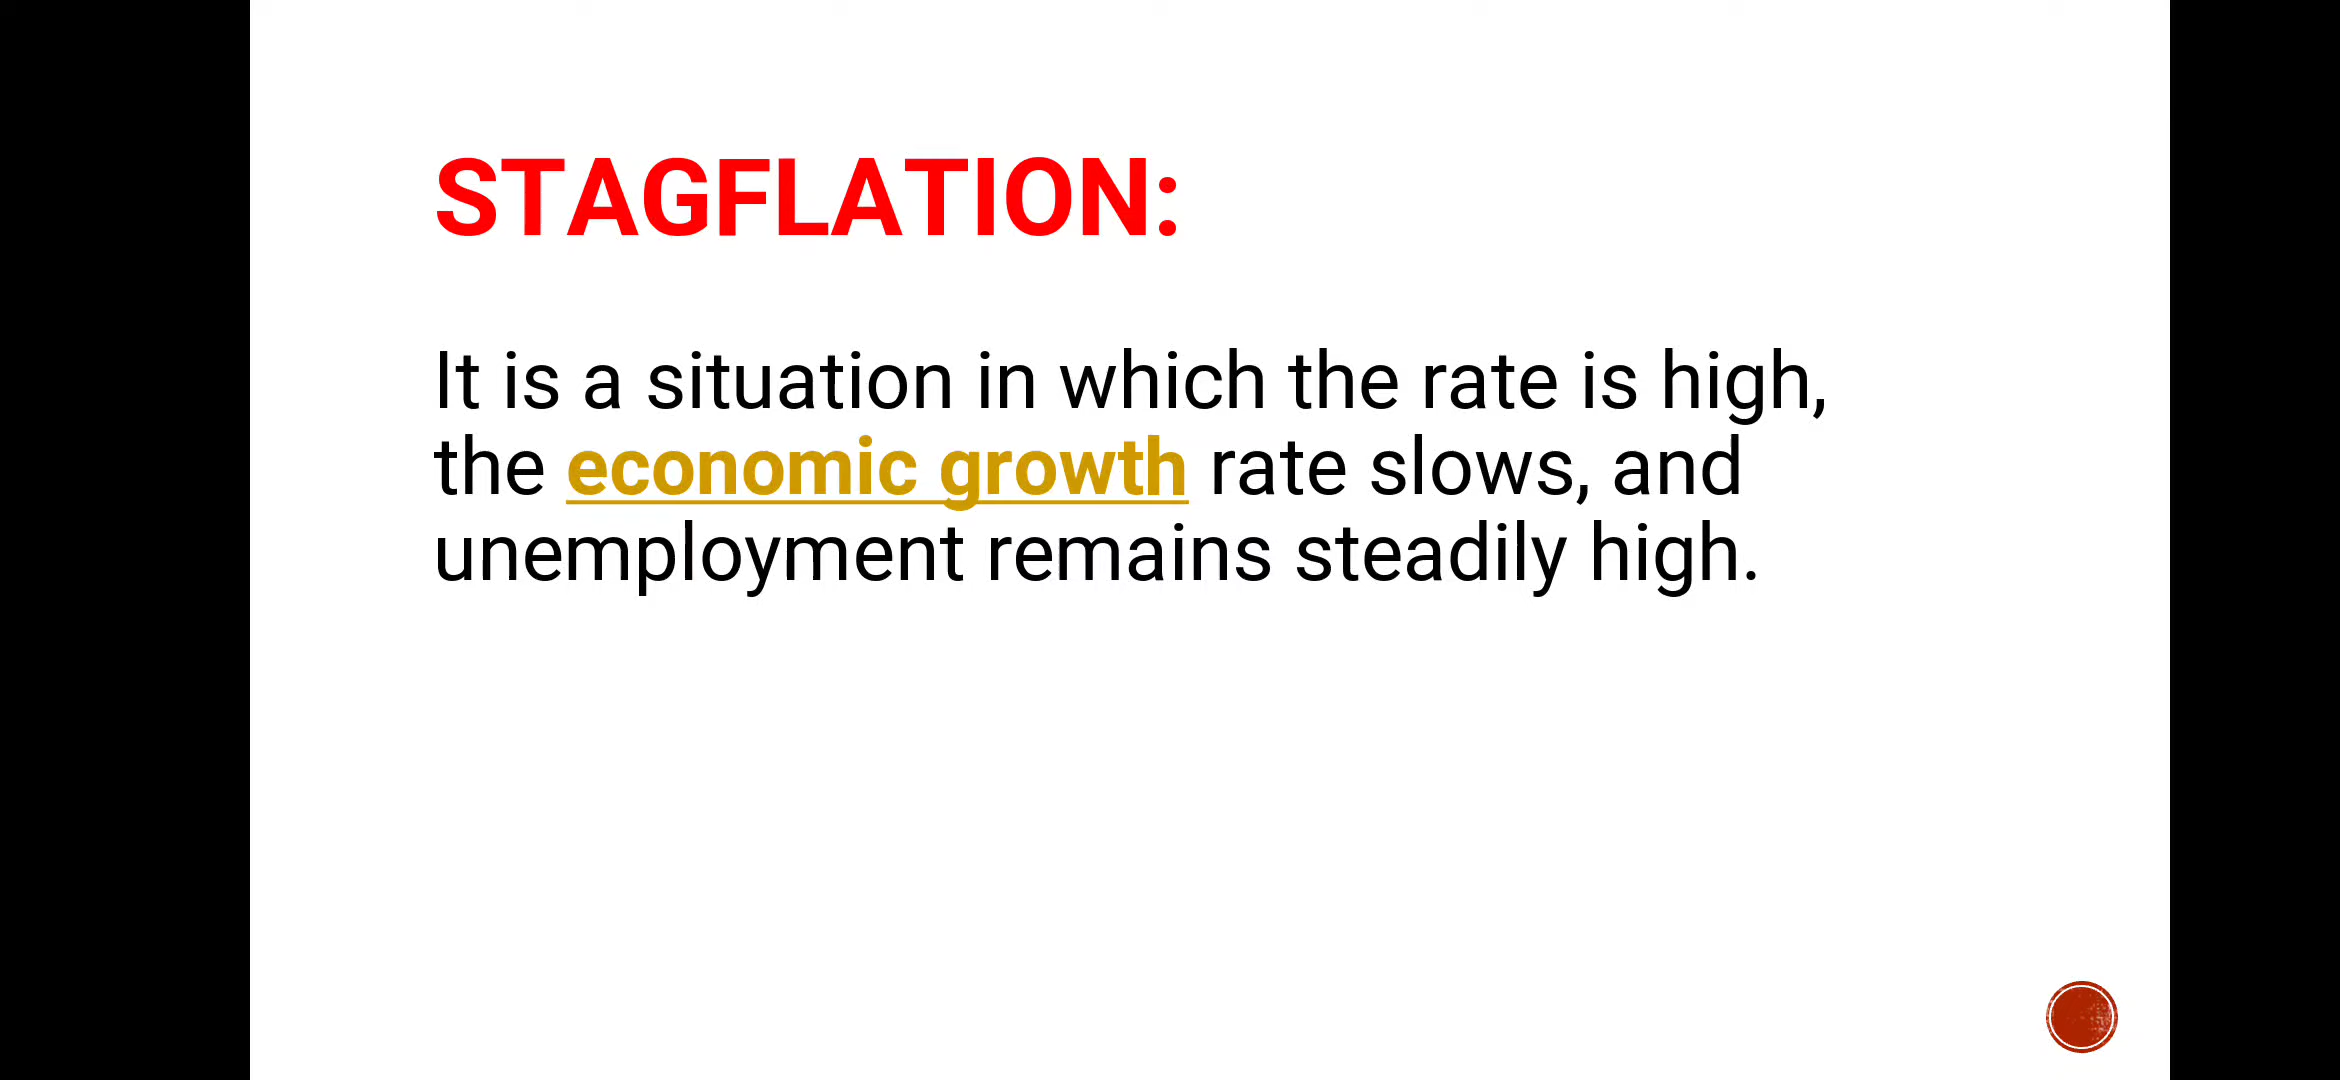 STAGFLATION:
It is a situation in which the rate is high,
the economic growth rate slows, and
unemployment remains steadily high.